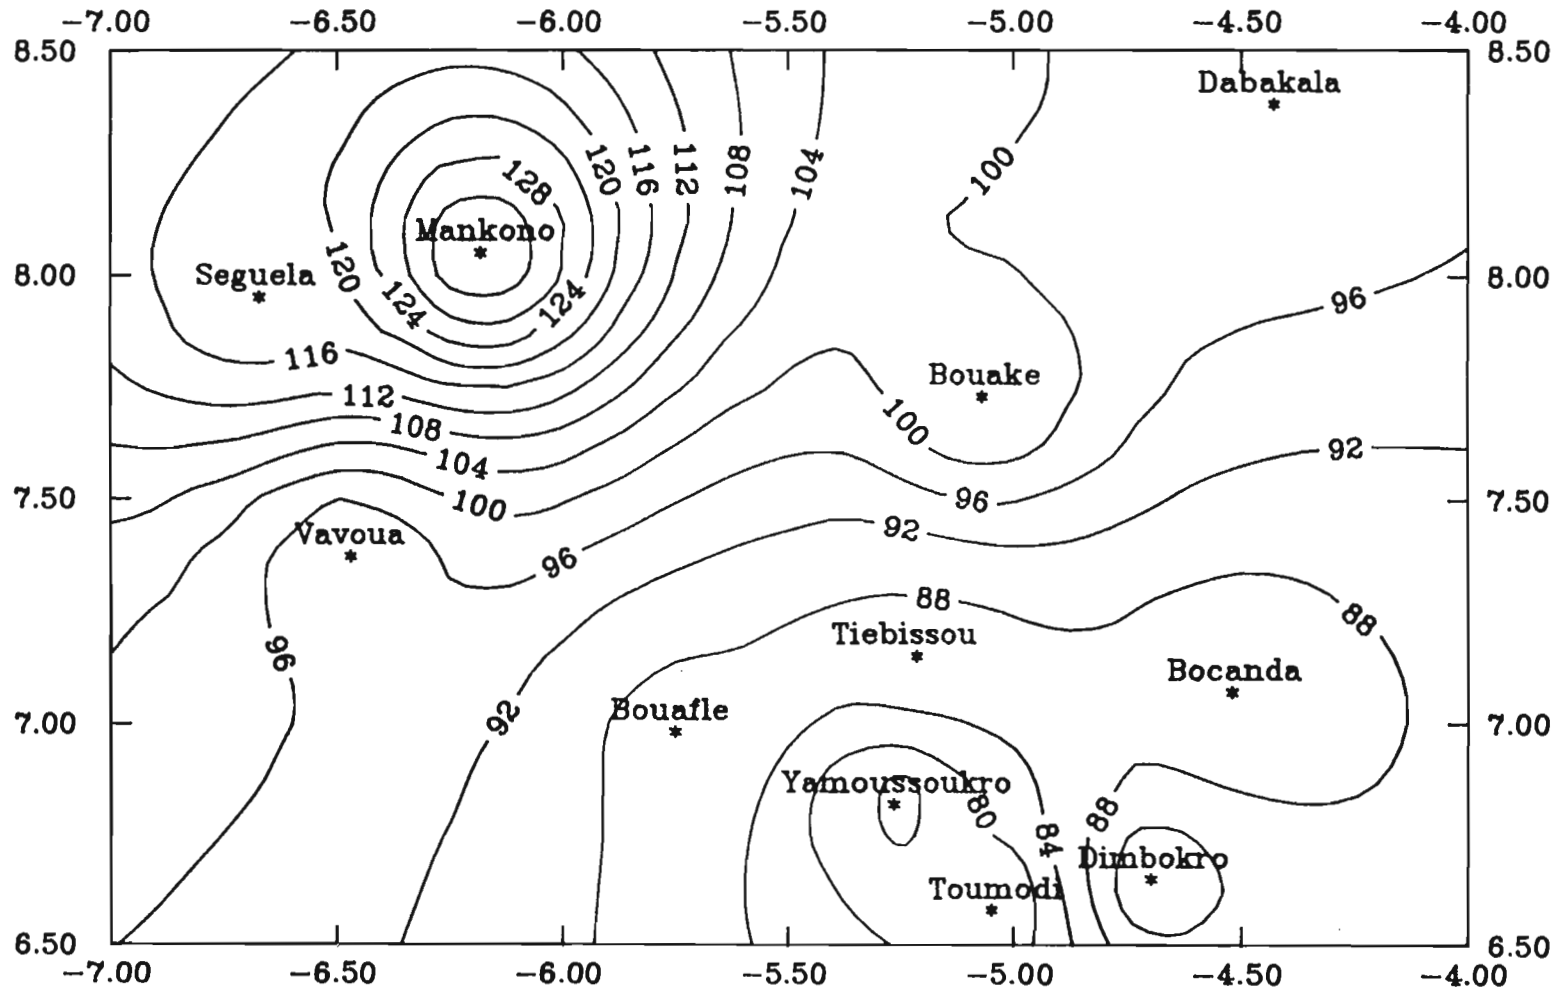 −7.00 −6.50 −6.00 −5.50 −5.00 −4.50 −4.00
8.50 8.50
Dabakala
128 120 116 112 108 104 100
Mankono
Seguela 120 124 124
8.00 8.00
96
116
Bouake
112
108 100
104 92
100 96
7.50 7.50
Vavoua 92
96
88 88
Tiebissou
96
Bocanda
92 Bouafle
7.00 7.00
Yamoussoukro
80 84 88
Dimbokro
Toumodi
6.50 6.50
−7.00 −6.50 −6.00 −5.50 −5.00 −4.50 −4.00